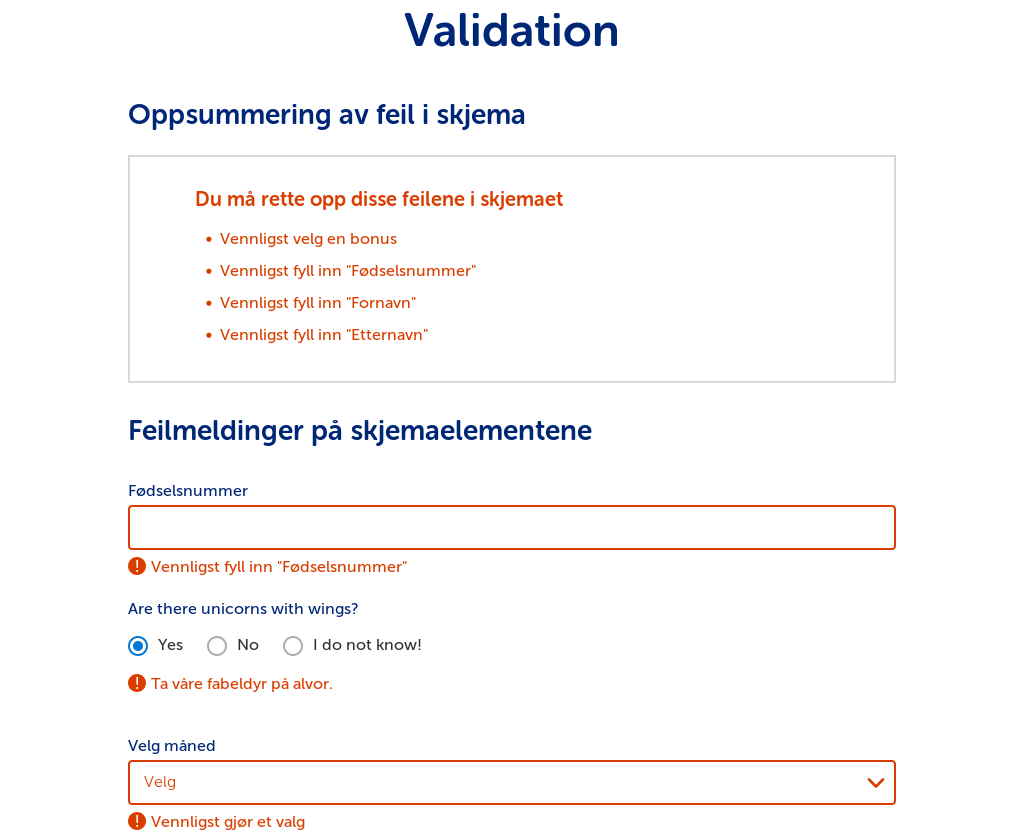 Validation
Oppsummering av feil i skjema
Du må rette opp disse feilene i skjemaet
• Vennligst velg en bonus
• Vennligst fyll inn "Fødselsnummer"
• Vennligst fyll inn "Fornavn"
• Vennligst fyll inn "Etternavn"
Feilmeldinger på skjemaelementene
Fødselsnummer
Vennligst fyll inn "Fødselsnummer"
Are there unicorns with wings?
Yes No I do not know!
Ta våre fabeldyr på alvor.
Velg måned
Velg
Vennligst gjør et valg